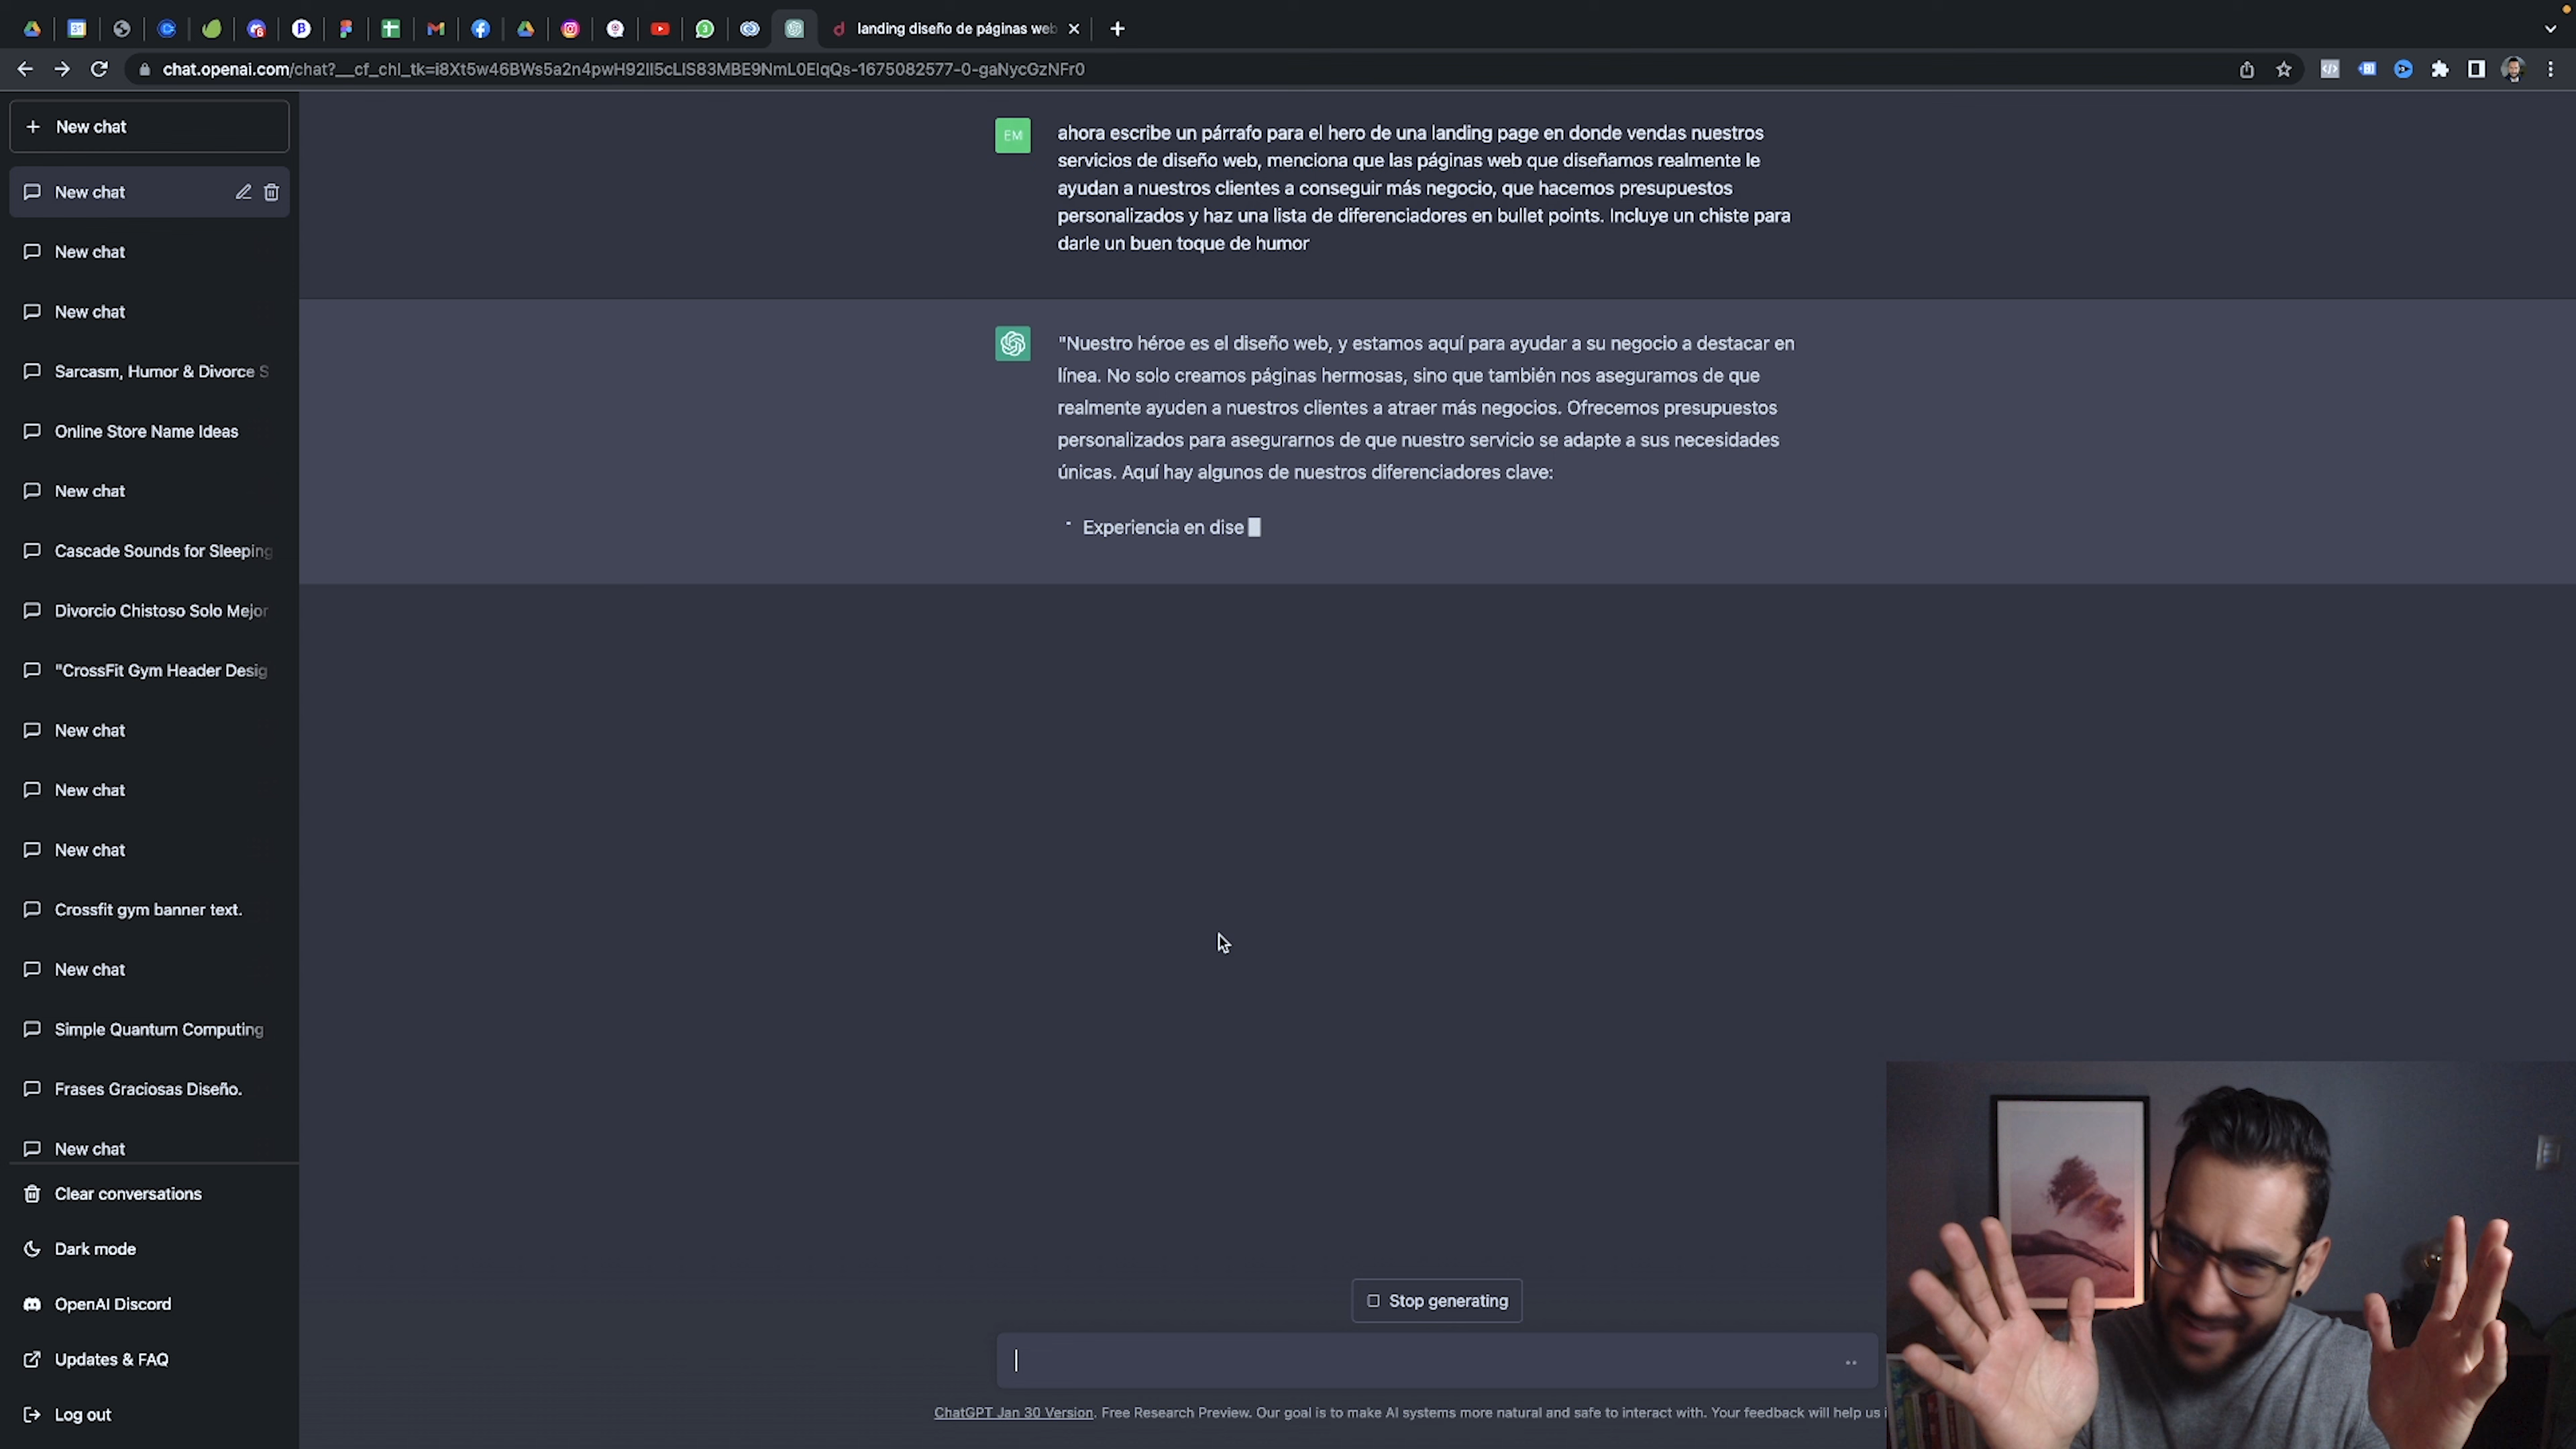 landing diseño de páginas web
chat.openai.com/chat?__cf_chl_tk=i8Xt5w46BWs5a2n4pwH92II5cLIS83MBE9NmL0ElqQs-1675082577-0-gaNycGzNFr0
New chat
New chat
New chat
New chat
Sarcasm, Humor & Divorce S
Online Store Name Ideas
New chat
Cascade Sounds for Sleeping
Divorcio Chistoso Solo Mejor
"CrossFit Gym Header Desig
New chat
New chat
New chat
Crossfit gym banner text.
New chat
Simple Quantum Computing
Frases Graciosas Diseño.
New chat
Clear conversations
Dark mode
OpenAI Discord
Updates & FAQ
Log out
EM
ahora escribe un párrafo para el hero de una landing page en donde vendas nuestros
servicios de diseño web, menciona que las páginas web que diseñamos realmente le
ayudan a nuestros clientes a conseguir más negocio, que hacemos presupuestos
personalizados y haz una lista de diferenciadores en bullet points. Incluye un chiste para
darle un buen toque de humor
"Nuestro héroe es el diseño web, y estamos aquí para ayudar a su negocio a destacar en
línea. No solo creamos páginas hermosas, sino que también nos aseguramos de que
realmente ayuden a nuestros clientes a atraer más negocios. Ofrecemos presupuestos
personalizados para asegurarnos de que nuestro servicio se adapte a sus necesidades
únicas. Aquí hay algunos de nuestros diferenciadores clave:
· Experiencia en dise
Stop generating
ChatGPT Jan 30 Version. Free Research Preview. Our goal is to make AI systems more natural and safe to interact with. Your feedback will help us i